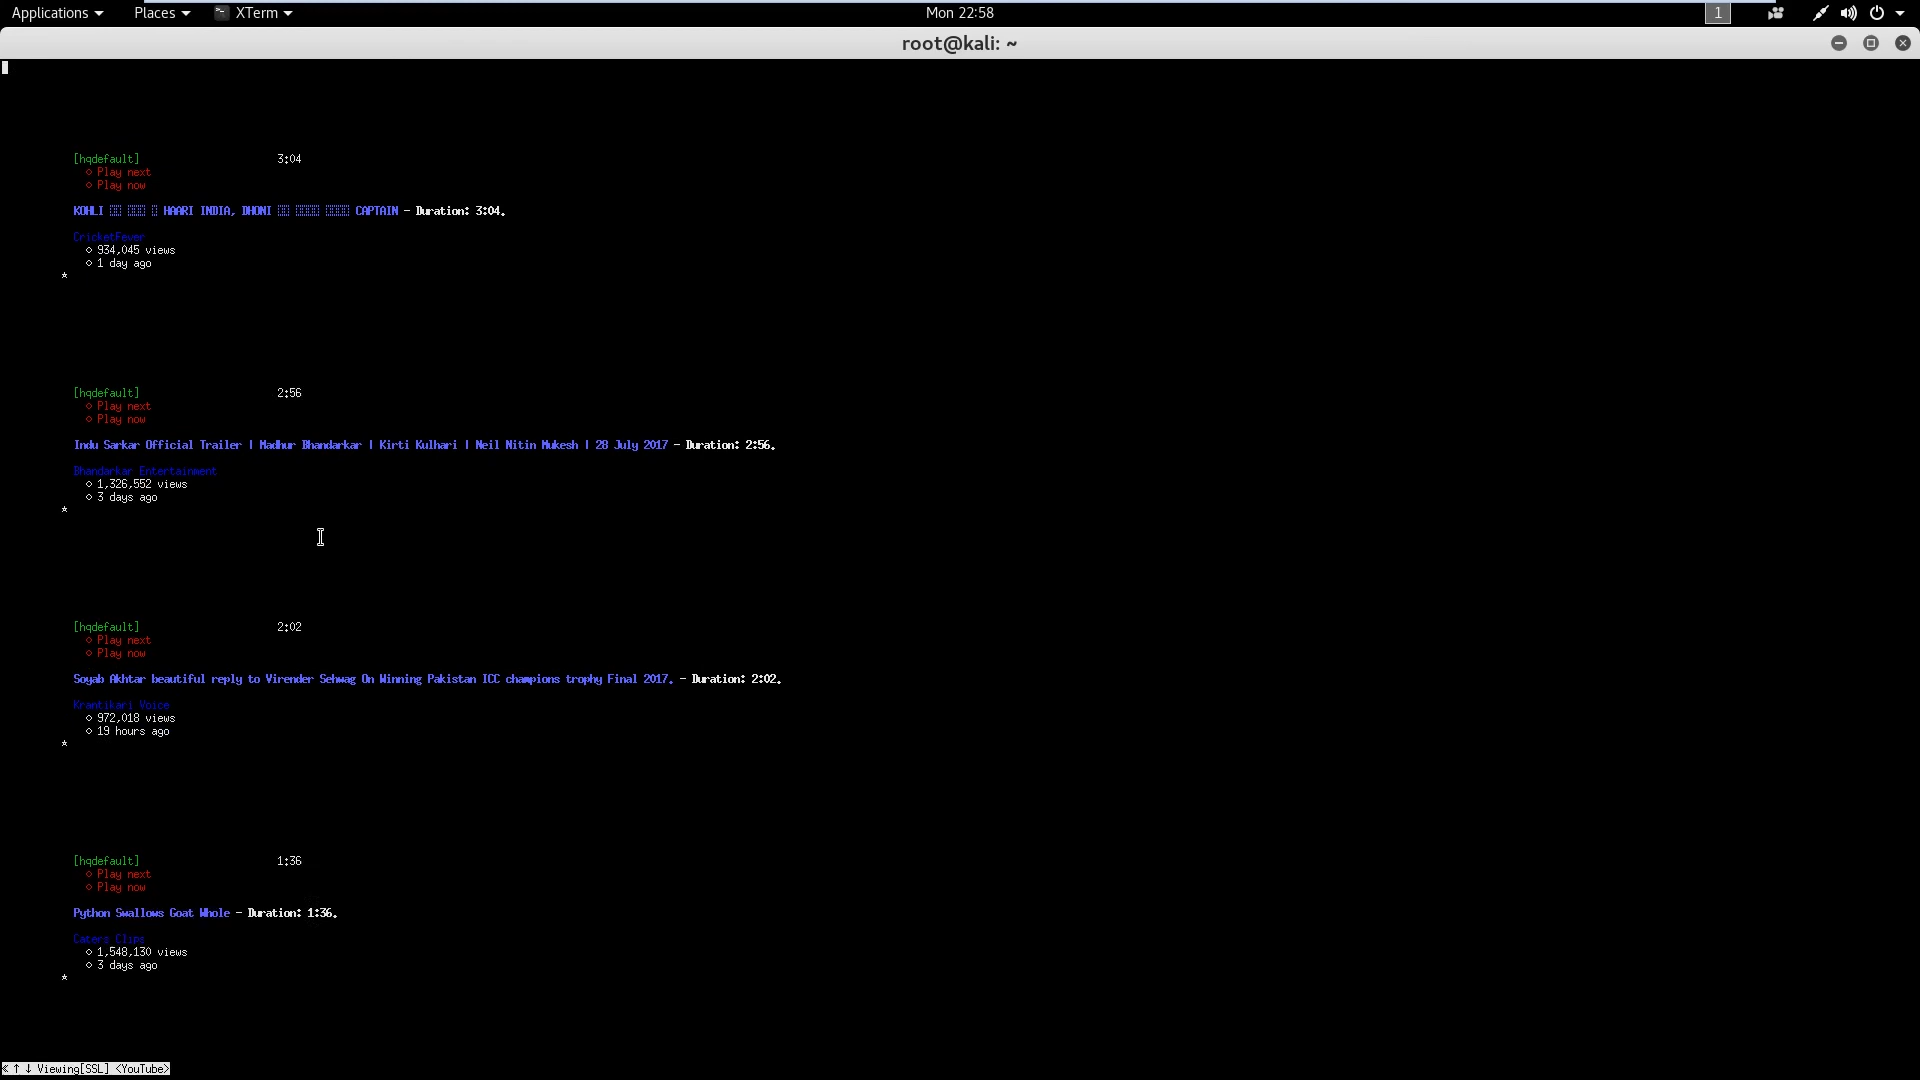 Applications Places XTerm Mon 22:58 1
root@kali: ~
[hqdefault] 3:04
◇ Play next
◇ Play now
KOHLI HAARI INDIA, DHONI CAPTAIN - Duration: 3:04.
CricketFever
◇ 934,045 views
◇ 1 day ago
*
[hqdefault] 2:56
◇ Play next
◇ Play now
Indu Sarkar Official Trailer | Madhur Bhandarkar | Kirti Kulhari | Neil Nitin Mukesh | 28 July 2017 - Duration: 2:56.
Bhandarkar Entertainment
◇ 1,326,552 views
◇ 3 days ago
*
[hqdefault] 2:02
◇ Play next
◇ Play now
Soyab Akhtar beautiful reply to Virender Sehwag On Winning Pakistan ICC champions trophy Final 2017. - Duration: 2:02.
Krantikari Voice
◇ 972,018 views
◇ 19 hours ago
*
[hqdefault] 1:36
◇ Play next
◇ Play now
Python Swallows Goat Whole - Duration: 1:36.
Caters Clips
◇ 1,548,130 views
◇ 3 days ago
*
«↑ ↓ Viewing[SSL] <YouTube>